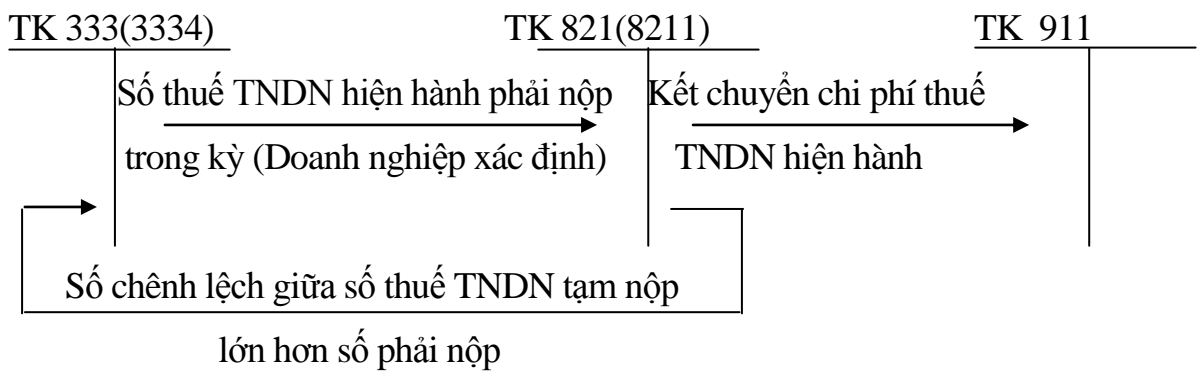 TK 333(3334) TK 821(8211) TK 911
Số thuế TNDN hiện hành phải nộp Kết chuyển chi phí thuế
trong kỳ (Doanh nghiệp xác định) TNDN hiện hành
Số chênh lệch giữa số thuế TNDN tạm nộp
lớn hơn số phải nộp